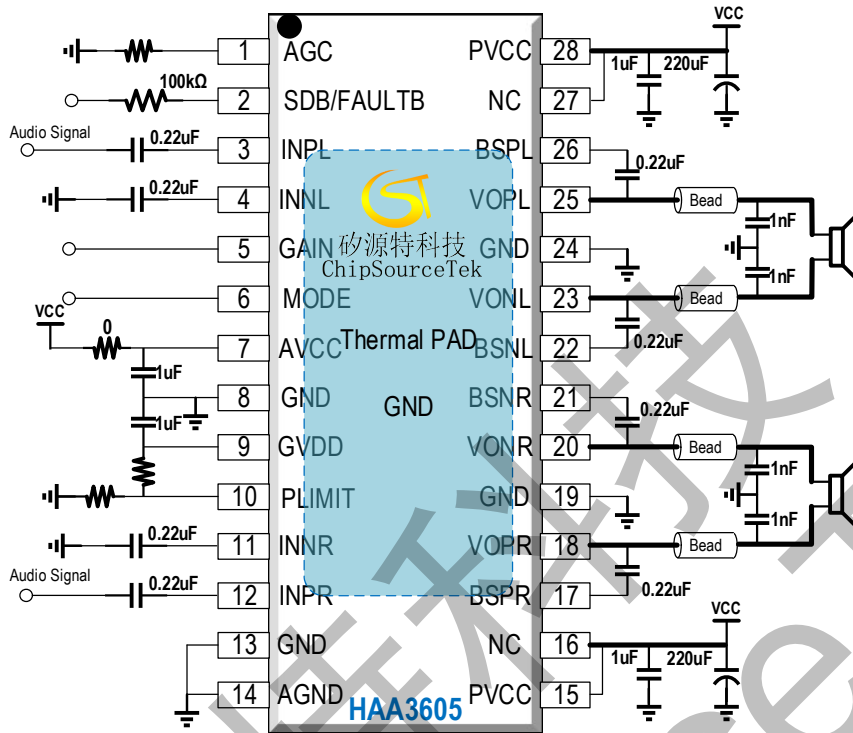 VCC
1 AGC PVCC 28
1uF 220uF
100kΩ
2 SDB/FAULTB NC 27
Audio Signal 0.22uF
3 INPL BSPL 26
0.22uF
0.22uF
4 INNL VOPL 25 Bead
1nF
矽源特科技
5 GAIN GND 24
ChipSourceTek
1nF
6 MODE VONL 23 Bead
VCC
0
7 AVCC Thermal PAD BSNL 22
0.22uF
1uF
8 GND GND BSNR 21
0.22uF
1uF
9 GVDD VONR 20 Bead
1nF
10 PLIMIT GND 19
1nF
0.22uF
11 INNR VOPR 18 Bead
Audio Signal 0.22uF
12 INPR BSPR 17
0.22uF
VCC
13 GND NC 16
1uF 220uF
14 AGND PVCC 15
HAA3605